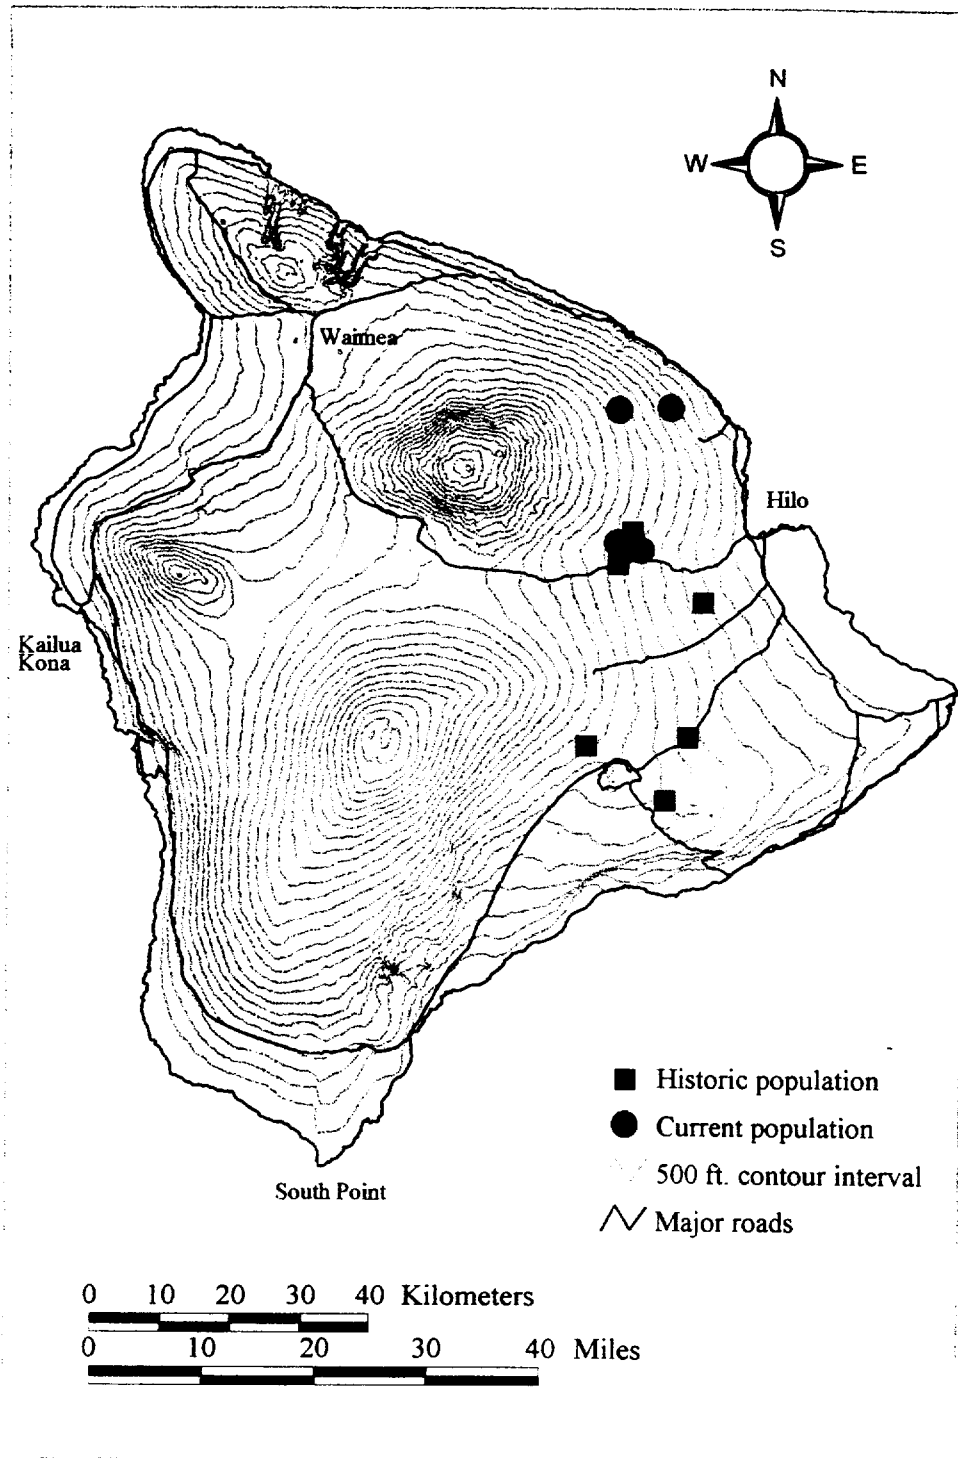 N
W E
S
Waimea
Hilo
Kailua
Kona
Historic population
Current population
500 ft. contour interval
Major roads
South Point
0 10 20 30 40 Kilometers
0 10 20 30 40 Miles